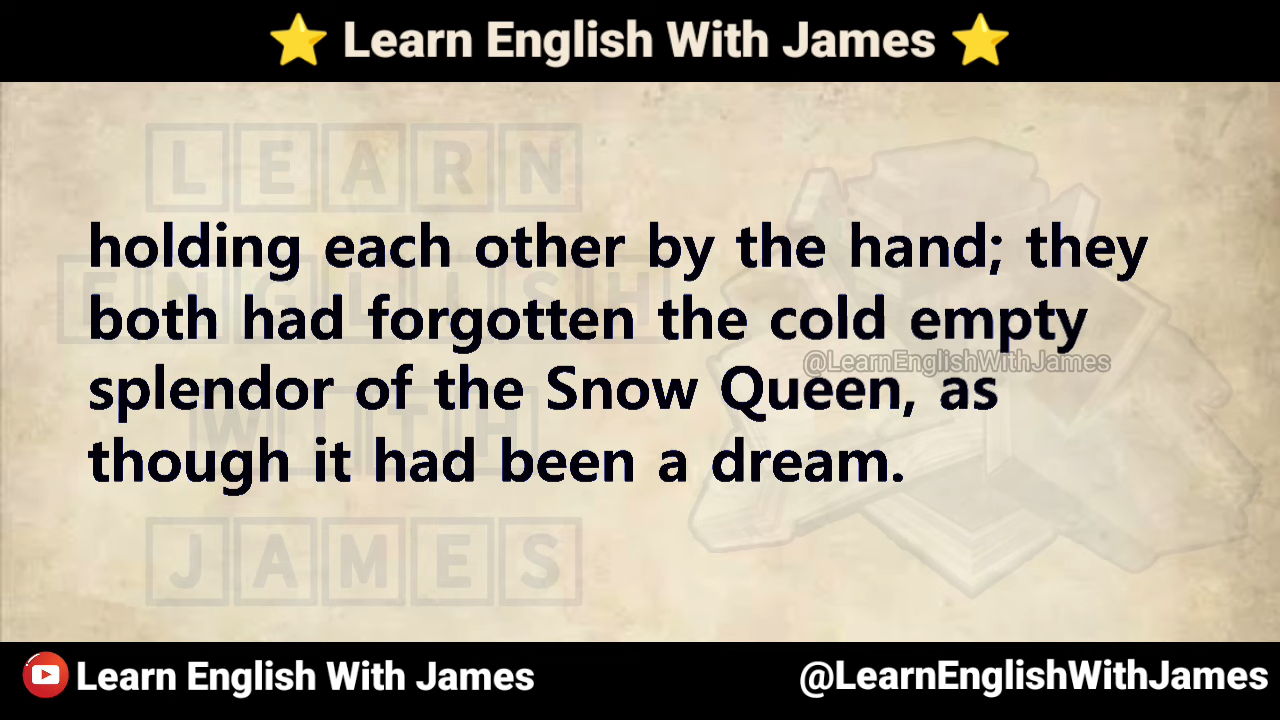 ⭐ Learn English With James ⭐
LEARN
holding each other by the hand; they
ENGLISH
both had forgotten the cold empty
@LearnEnglishWithJames
splendor of the Snow Queen, as
WITH
though it had been a dream.
JAMES
Learn English With James
@LearnEnglishWithJames